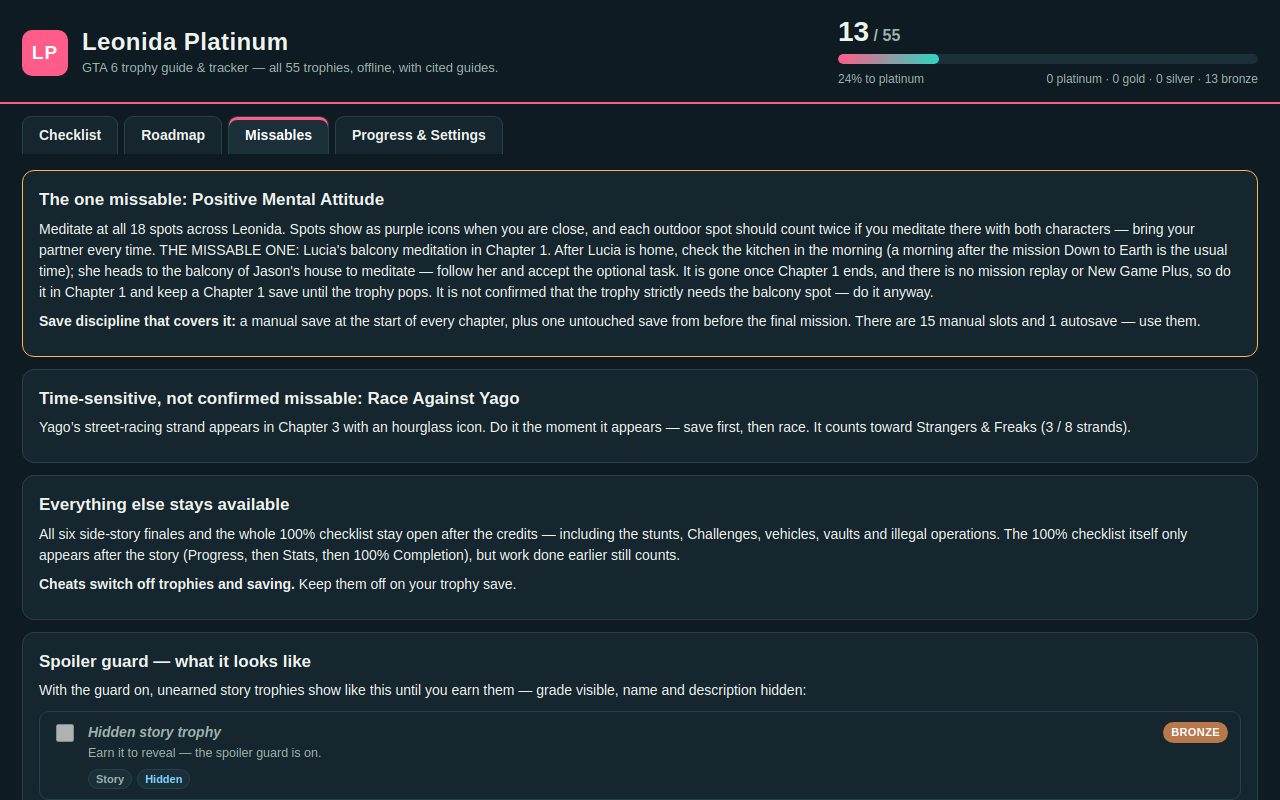 LP
Leonida Platinum
GTA 6 trophy guide & tracker — all 55 trophies, offline, with cited guides.
13 / 55
24% to platinum
0 platinum · 0 gold · 0 silver · 13 bronze
Checklist
Roadmap
Missables
Progress & Settings
The one missable: Positive Mental Attitude
Meditate at all 18 spots across Leonida. Spots show as purple icons when you are close, and each outdoor spot should count twice if you meditate there with both characters — bring your
partner every time. THE MISSABLE ONE: Lucia's balcony meditation in Chapter 1. After Lucia is home, check the kitchen in the morning (a morning after the mission Down to Earth is the usual
time); she heads to the balcony of Jason's house to meditate — follow her and accept the optional task. It is gone once Chapter 1 ends, and there is no mission replay or New Game Plus, so do
it in Chapter 1 and keep a Chapter 1 save until the trophy pops. It is not confirmed that the trophy strictly needs the balcony spot — do it anyway.
Save discipline that covers it: a manual save at the start of every chapter, plus one untouched save from before the final mission. There are 15 manual slots and 1 autosave — use them.
Time-sensitive, not confirmed missable: Race Against Yago
Yago’s street-racing strand appears in Chapter 3 with an hourglass icon. Do it the moment it appears — save first, then race. It counts toward Strangers & Freaks (3 / 8 strands).
Everything else stays available
All six side-story finales and the whole 100% checklist stay open after the credits — including the stunts, Challenges, vehicles, vaults and illegal operations. The 100% checklist itself only
appears after the story (Progress, then Stats, then 100% Completion), but work done earlier still counts.
Cheats switch off trophies and saving. Keep them off on your trophy save.
Spoiler guard — what it looks like
With the guard on, unearned story trophies show like this until you earn them — grade visible, name and description hidden:
Hidden story trophy
BRONZE
Earn it to reveal — the spoiler guard is on.
Story
Hidden